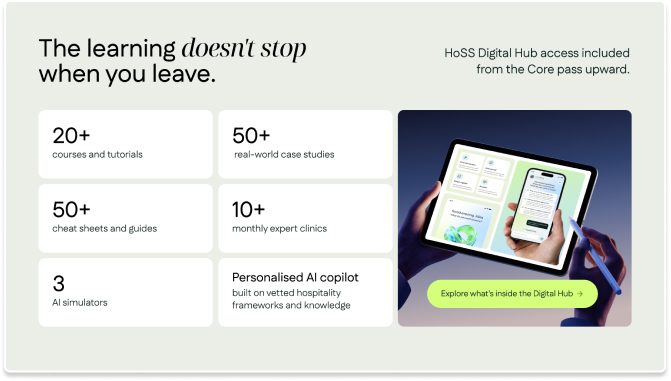 The learning doesn't stop
when you leave.
HoSS Digital Hub access included
from the Core pass upward.
20+
courses and tutorials
50+
real-world case studies
50+
cheat sheets and guides
10+
monthly expert clinics
3
AI simulators
Personalised AI copilot
built on vetted hospitality
frameworks and knowledge
Explore what's inside the Digital Hub →